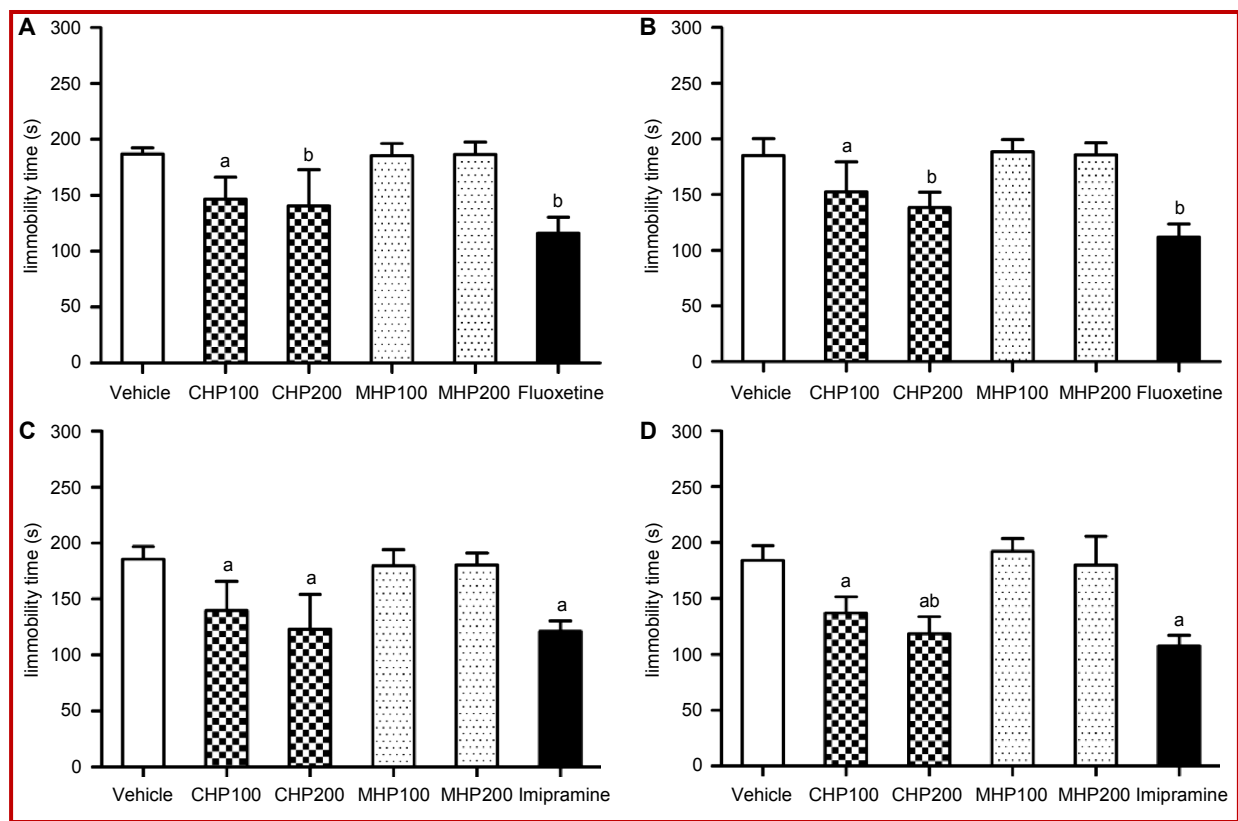 A
300
250
200
150
100
50
0
Iimmobility time (s)
a
b
b
Vehicle CHP100 CHP200 MHP100 MHP200 Fluoxetine
B
300
250
200
150
100
50
0
Iimmobility time (s)
a
b
b
Vehicle CHP100 CHP200 MHP100 MHP200 Fluoxetine
C
300
250
200
150
100
50
0
Iimmobility time (s)
a
a
a
Vehicle CHP100 CHP200 MHP100 MHP200 Imipramine
D
300
250
200
150
100
50
0
Iimmobility time (s)
a
ab
a
Vehicle CHP100 CHP200 MHP100 MHP200 Imipramine